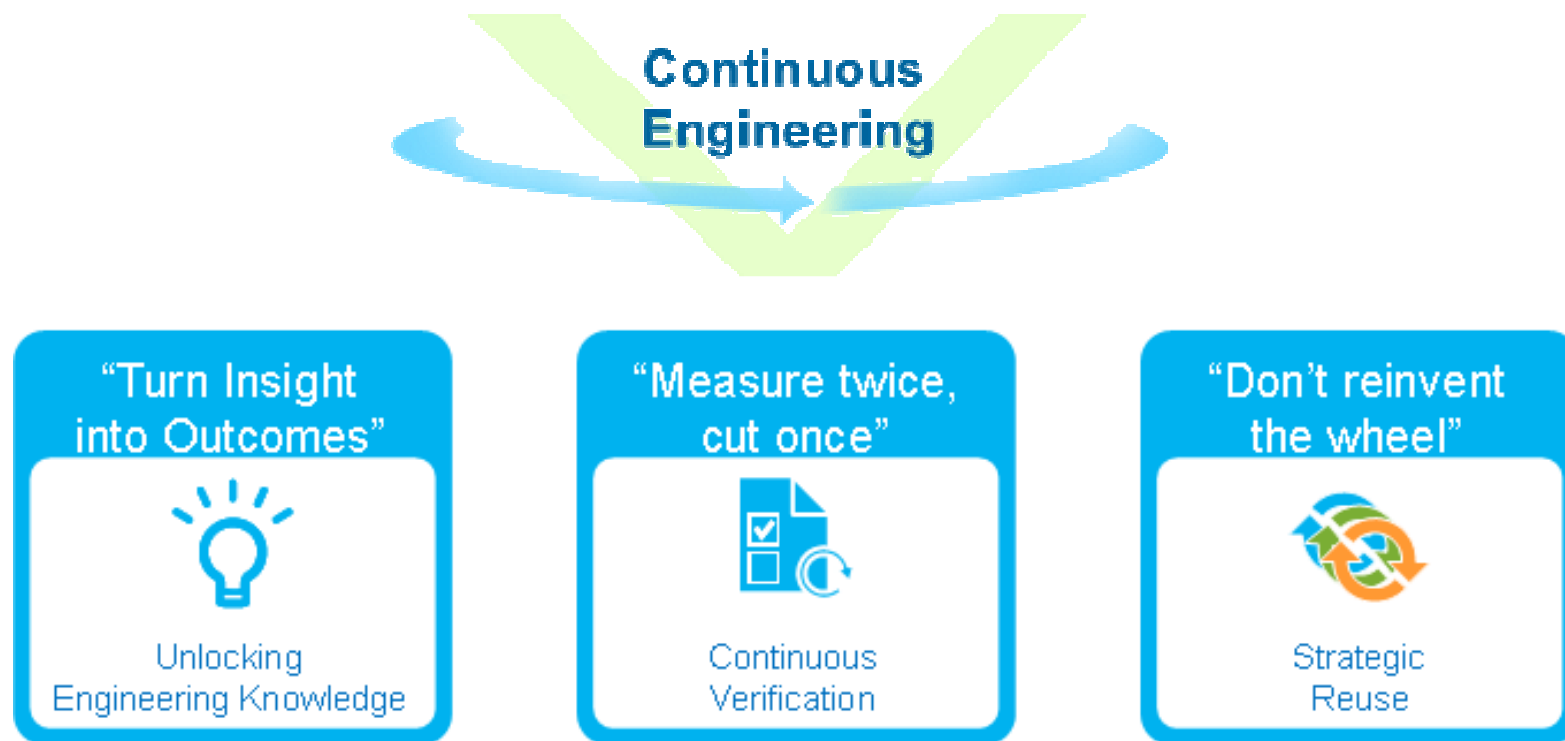 Continuous
Engineering
“Turn Insight
into Outcomes”
Unlocking
Engineering Knowledge
“Measure twice,
cut once”
Continuous
Verification
“Don’t reinvent
the wheel”
Strategic
Reuse